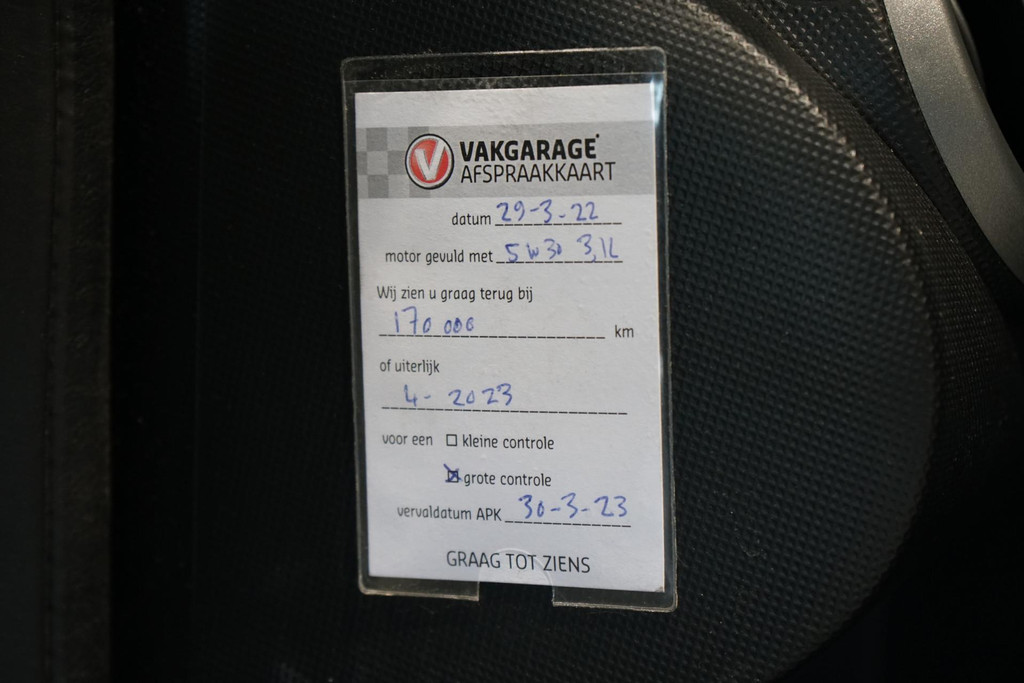 V VAKGARAGE
AFSPRAAKKAART
datum 29-3-22
motor gevuld met 5W30 3,1L
Wij zien u graag terug bij
170 000 km
of uiterlijk
4- 2023
voor een kleine controle
grote controle
vervaldatum APK 30-3-23
GRAAG TOT ZIENS